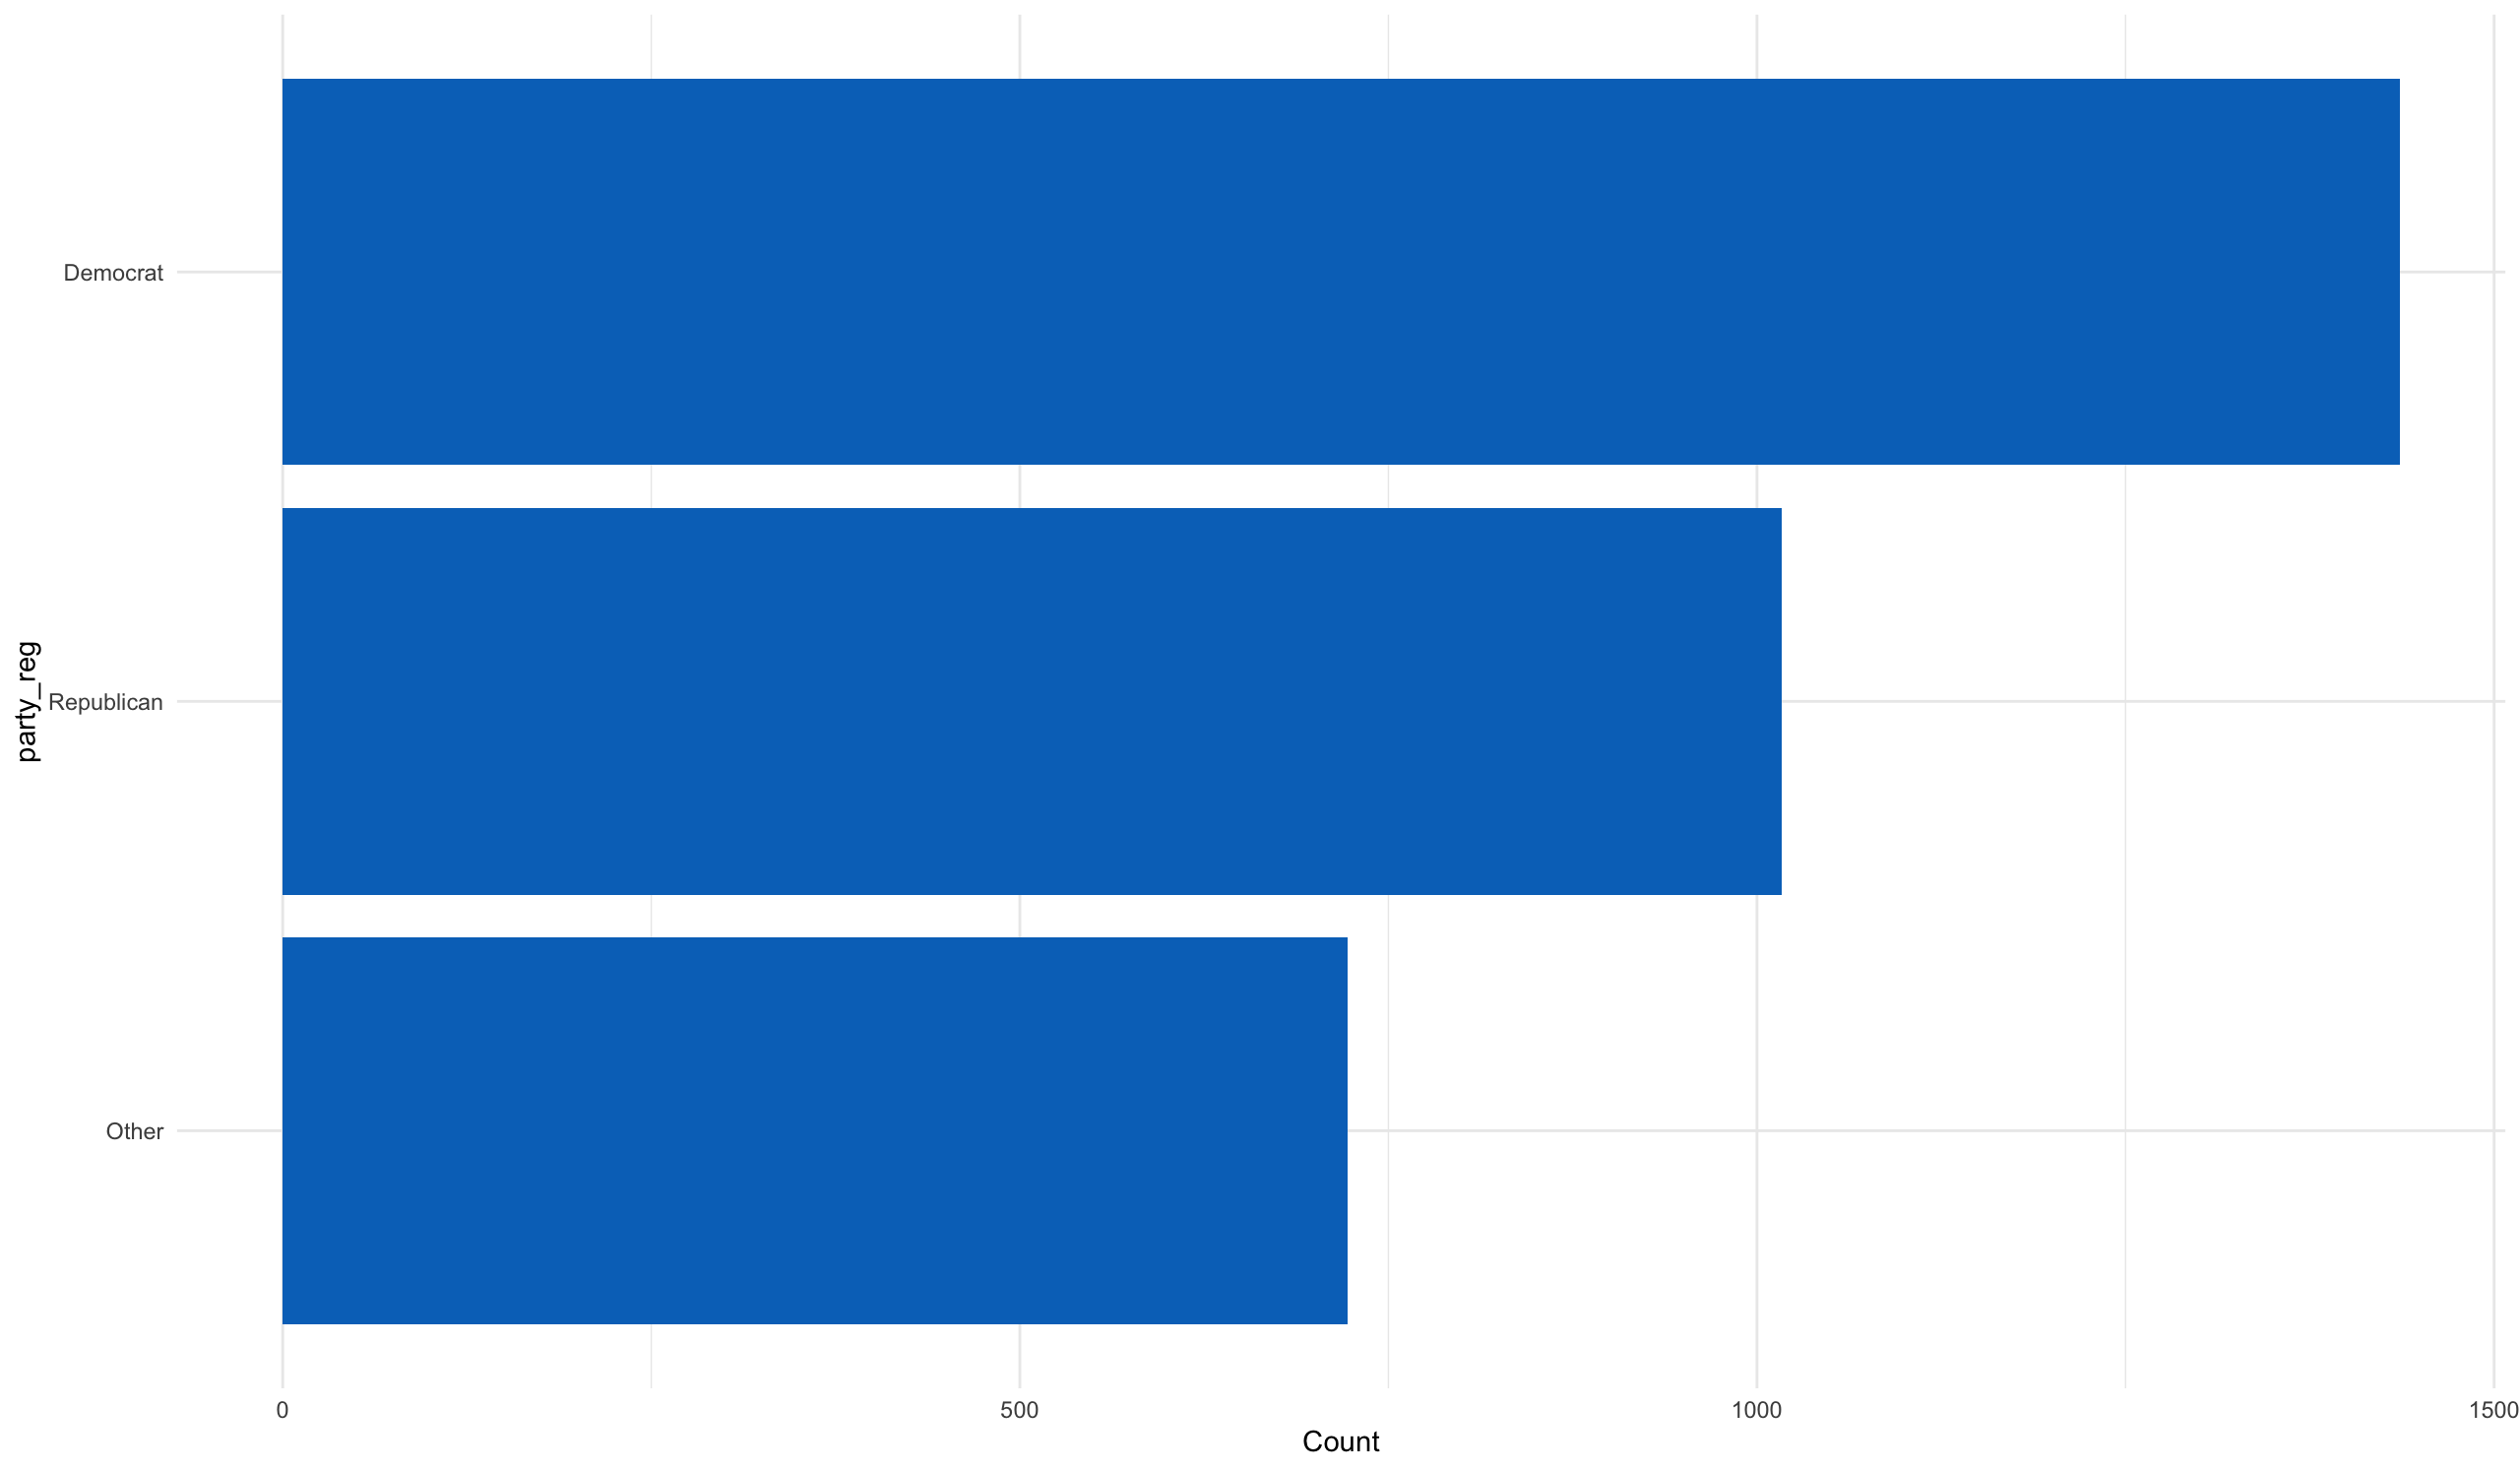 Democrat
party_reg
Republican
Other
0 500 1000 1500
Count